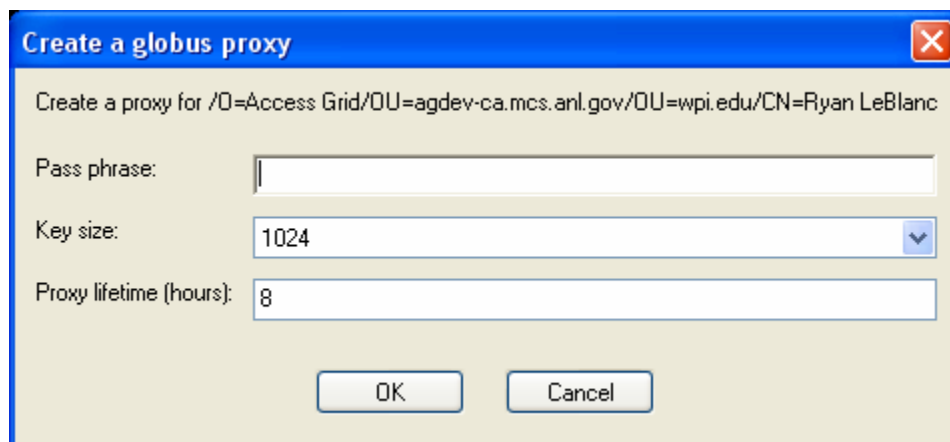 Create a globus proxy
Create a proxy for /O=Access Grid/OU=agdev-ca.mcs.anl.gov/OU=wpi.edu/CN=Ryan LeBlanc
Pass phrase:
Key size: 1024
Proxy lifetime (hours): 8
OK Cancel